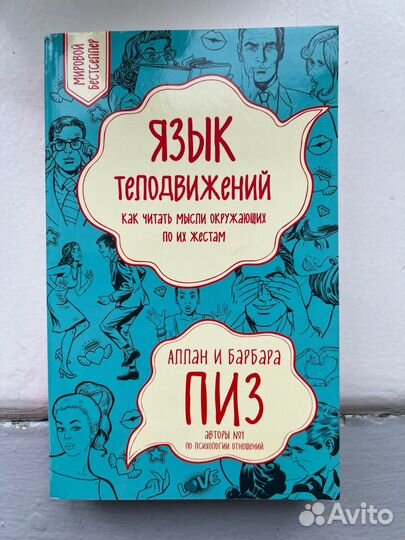 МИРОВОЙ
БЕСТСЕЛЛЕР
ЯЗЫК
ТЕЛОДВИЖЕНИЙ
КАК ЧИТАТЬ МЫСЛИ ОКРУЖАЮЩИХ
ПО ИХ ЖЕСТАМ
АЛЛАН И БАРБАРА
ПИЗ
АВТОРЫ №1
ПО ПСИХОЛОГИИ ОТНОШЕНИЙ
LOVE
Avito